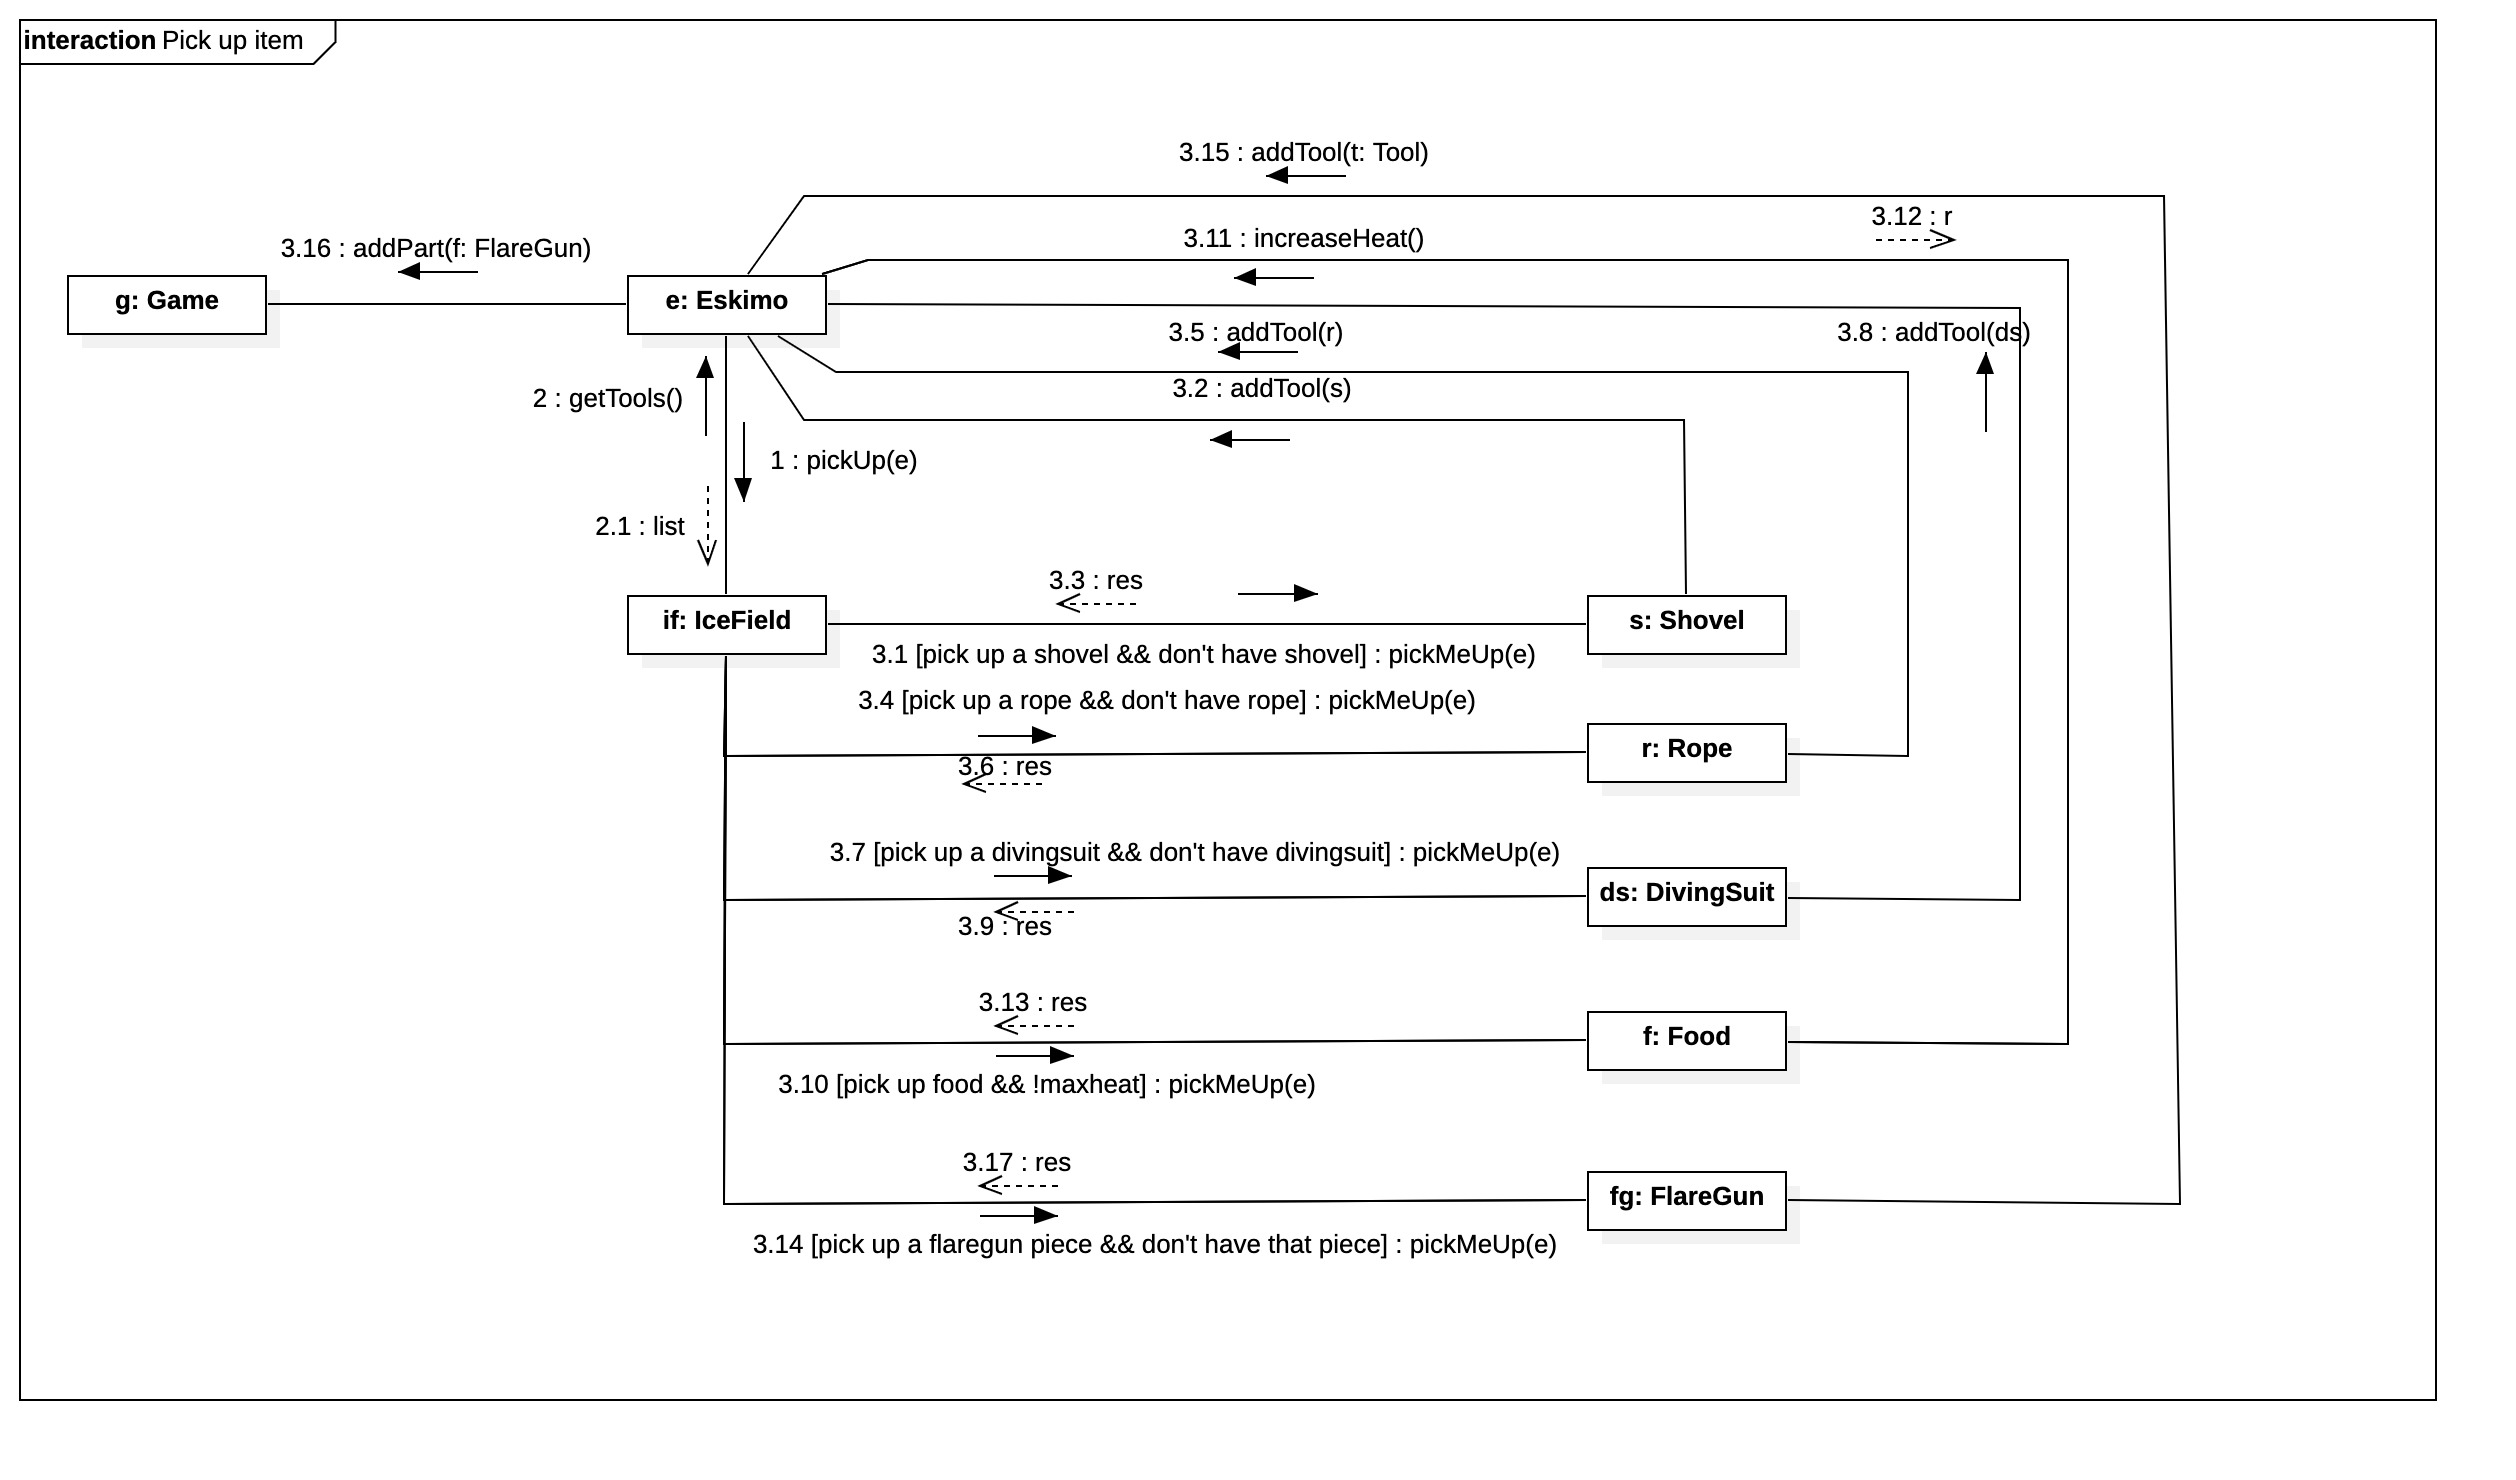 interaction Pick up item
3.15 : addTool(t: Tool)
3.12 : r
3.11 : increaseHeat()
3.16 : addPart(f: FlareGun)
g: Game
e: Eskimo
3.5 : addTool(r)
3.8 : addTool(ds)
3.2 : addTool(s)
2 : getTools()
1 : pickUp(e)
2.1 : list
3.3 : res
if: IceField
s: Shovel
3.1 [pick up a shovel && don't have shovel] : pickMeUp(e)
3.4 [pick up a rope && don't have rope] : pickMeUp(e)
r: Rope
3.6 : res
3.7 [pick up a divingsuit && don't have divingsuit] : pickMeUp(e)
ds: DivingSuit
3.9 : res
3.13 : res
f: Food
3.10 [pick up food && !maxheat] : pickMeUp(e)
3.17 : res
fg: FlareGun
3.14 [pick up a flaregun piece && don't have that piece] : pickMeUp(e)